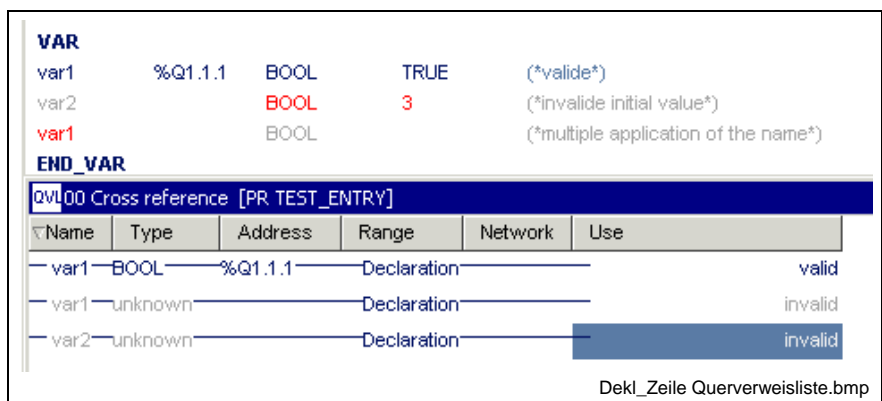 VAR
var1 %Q1.1.1 BOOL TRUE (*valide*)
var2 BOOL 3 (*invalide initial value*)
var1 BOOL (*multiple application of the name*)
END_VAR
QVL 00 Cross reference [PR TEST_ENTRY]
Name Type Address Range Network Use
var1 BOOL %Q1.1.1 Declaration valid
var1 unknown Declaration invalid
var2 unknown Declaration invalid
Dekl_Zeile Querverweisliste.bmp